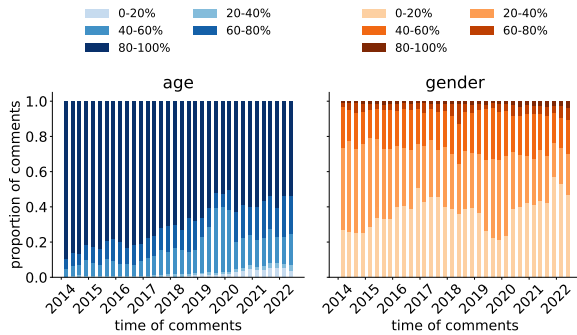 0-20% 20-40%
40-60% 60-80%
80-100%
0-20% 20-40%
40-60% 60-80%
80-100%
age
gender
proportion of comments
1.0
0.8
0.6
0.4
0.2
0.0
2014 2015 2016 2017 2018 2019 2020 2021 2022
2014 2015 2016 2017 2018 2019 2020 2021 2022
time of comments
time of comments